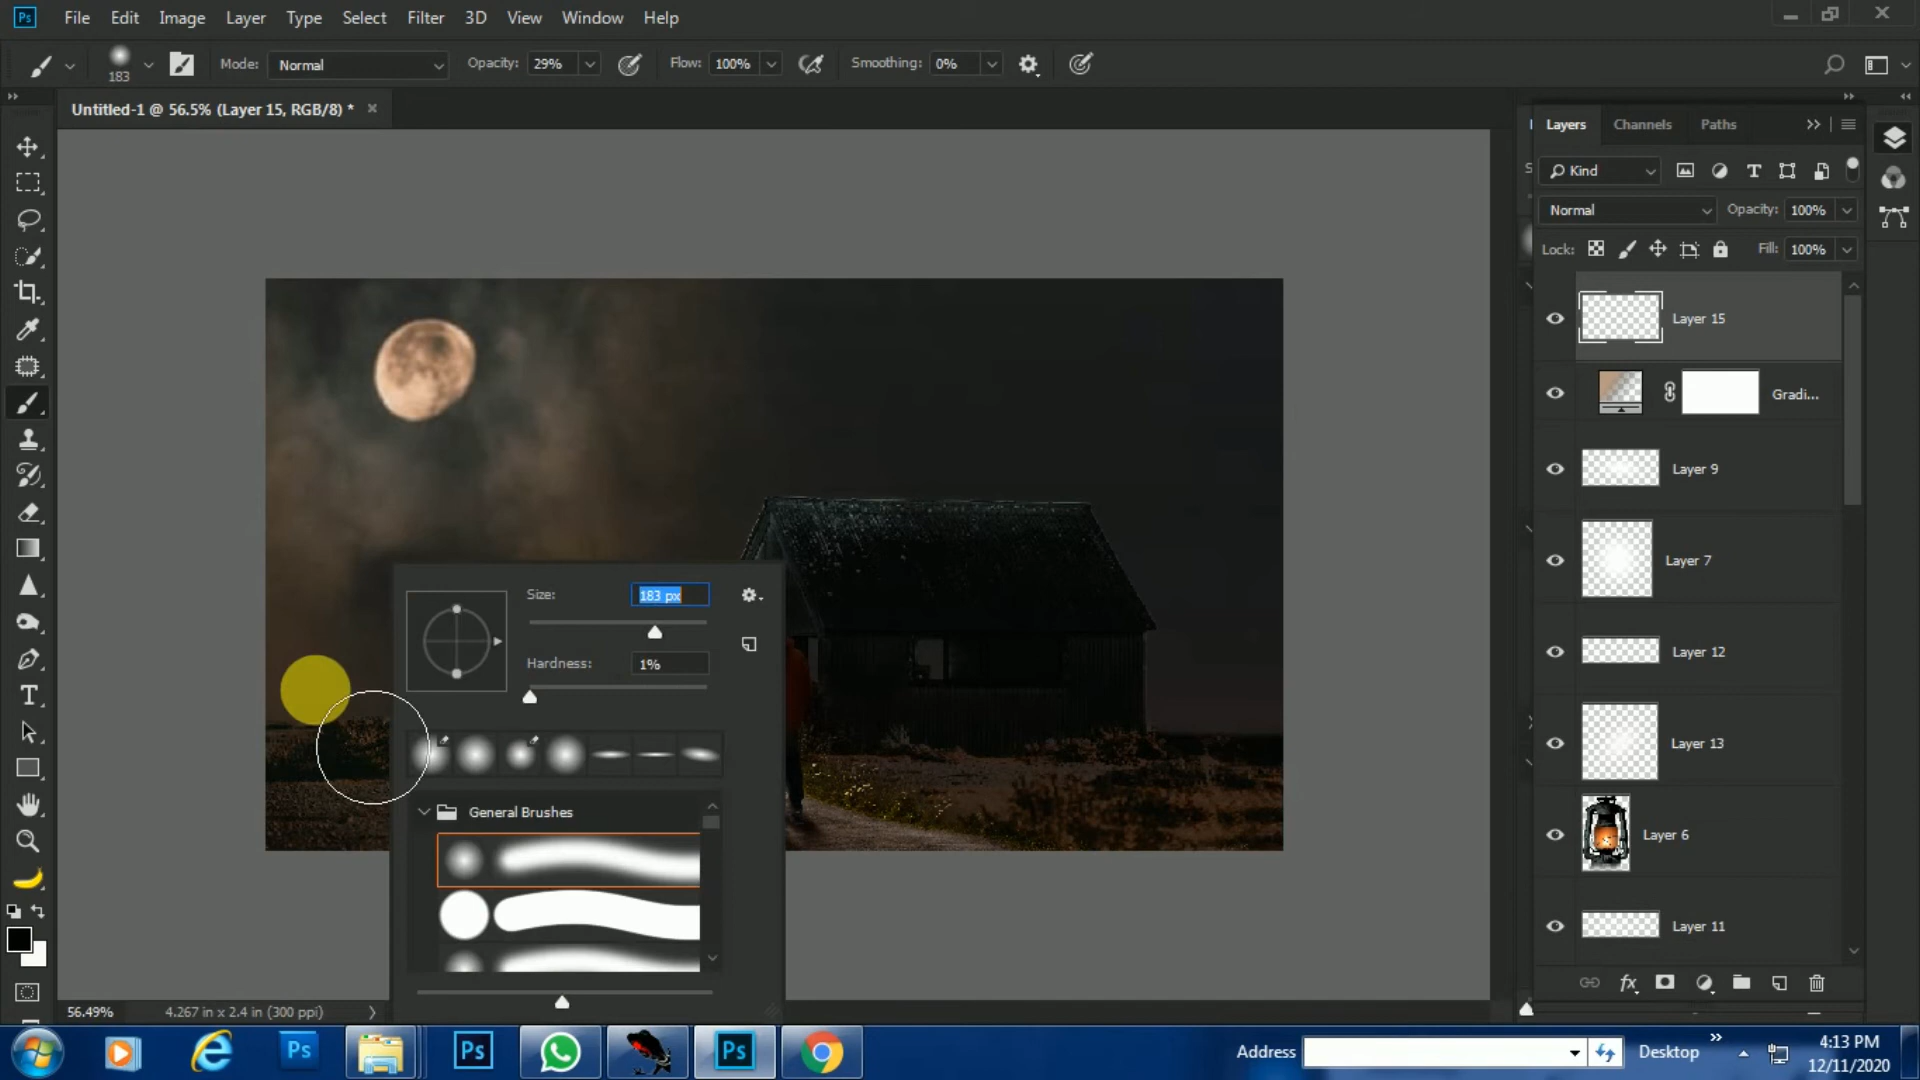 Ps File Edit Image Layer Type Select Filter 3D View Window Help
183 Mode: Normal Opacity: 29% Flow: 100% Smoothing: 0%
Untitled-1 @ 56.5% (Layer 15, RGB/8) * ×
Layers Channels Paths
Kind
Normal Opacity: 100%
Lock: Fill: 100%
Layer 15
Gradi...
Layer 9
Layer 7
Layer 12
Layer 13
Layer 6
Layer 11
Size: 183 px
Hardness: 1%
General Brushes
56.49% 4.267 in x 2.4 in (300 ppi)
Ps Ps Ps Address Desktop 4:13 PM
12/11/2020